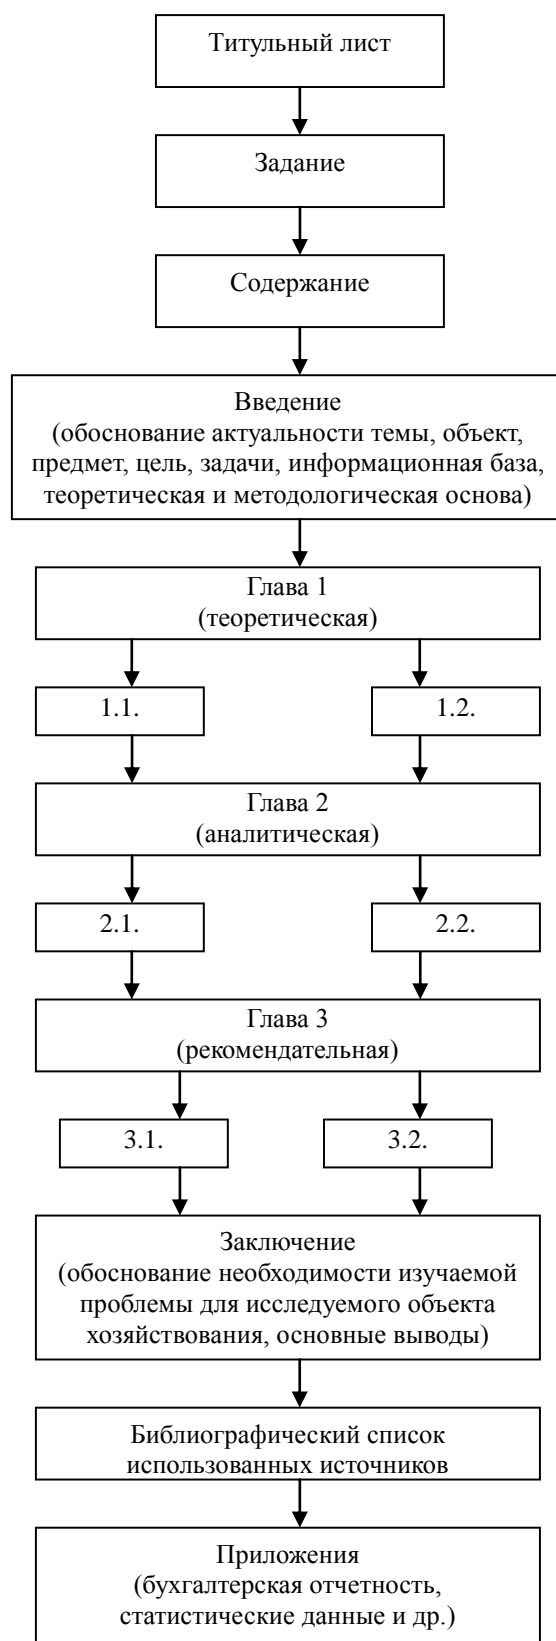 Титульный лист
Задание
Содержание
Введение
(обоснование актуальности темы, объект,
предмет, цель, задачи, информационная база,
теоретическая и методологическая основа)
Глава 1
(теоретическая)
1.1.
1.2.
Глава 2
(аналитическая)
2.1.
2.2.
Глава 3
(рекомендательная)
3.1.
3.2.
Заключение
(обоснование необходимости изучаемой
проблемы для исследуемого объекта
хозяйствования, основные выводы)
Библиографический список
использованных источников
Приложения
(бухгалтерская отчетность,
статистические данные и др.)